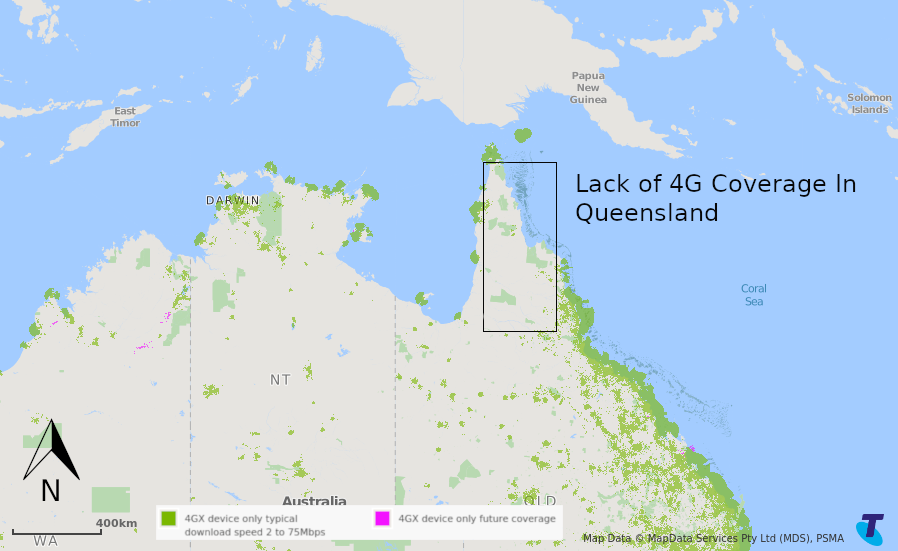 Papua
New
Guinea
Solomon
Islands
East
Timor
Lack of 4G Coverage In
Queensland
DARWIN
Coral
Sea
NT
N
Australia
QLD
4GX device only typical
download speed 2 to 75Mbps
4GX device only future coverage
400km
WA
Map Data © MapData Services Pty Ltd (MDS), PSMA
T